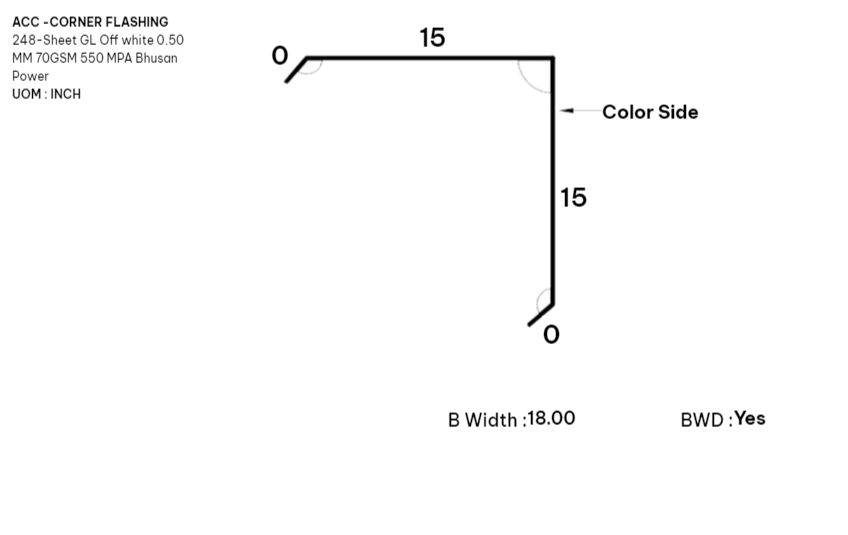 ACC -CORNER FLASHING
248-Sheet GL Off white 0.50
MM 70GSM 550 MPA Bhusan
Power
UOM : INCH
15
0
Color Side
15
0
B Width :18.00
BWD :Yes